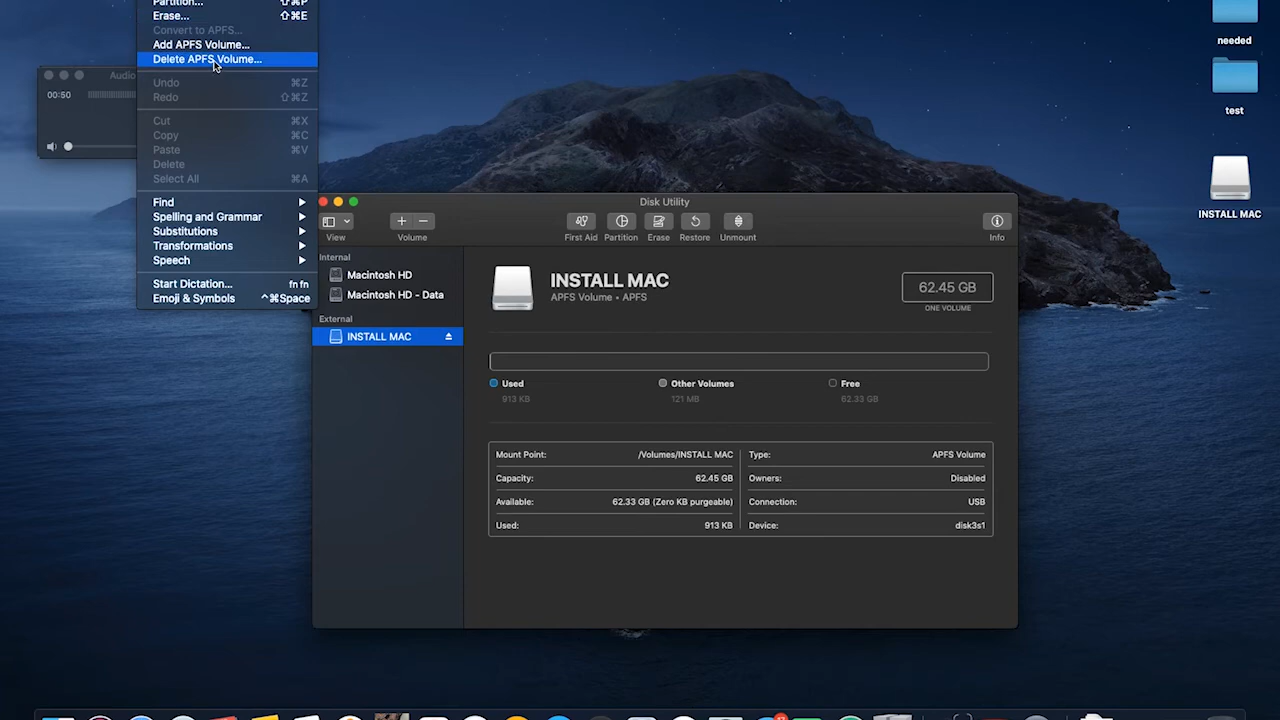 Partition... ⇧⌘P
Erase... ⇧⌘E
Convert to APFS...
Add APFS Volume...
Delete APFS Volume...
Undo ⌘Z
Redo ⇧⌘Z
Cut ⌘X
Copy ⌘C
Paste ⌘V
Delete
Select All ⌘A
Find
Spelling and Grammar
Substitutions
Transformations
Speech
Start Dictation... fn fn
Emoji & Symbols ^⌘Space
Audio
00:50
needed
test
INSTALL MAC
Disk Utility
View
Volume
First Aid
Partition
Erase
Restore
Unmount
Info
Internal
Macintosh HD
Macintosh HD - Data
External
INSTALL MAC
INSTALL MAC
APFS Volume • APFS
62.45 GB
ONE VOLUME
Used
913 KB
Other Volumes
121 MB
Free
62.33 GB
Mount Point: /Volumes/INSTALL MAC
Capacity: 62.45 GB
Available: 62.33 GB (Zero KB purgeable)
Used: 913 KB
Type: APFS Volume
Owners: Disabled
Connection: USB
Device: disk3s1